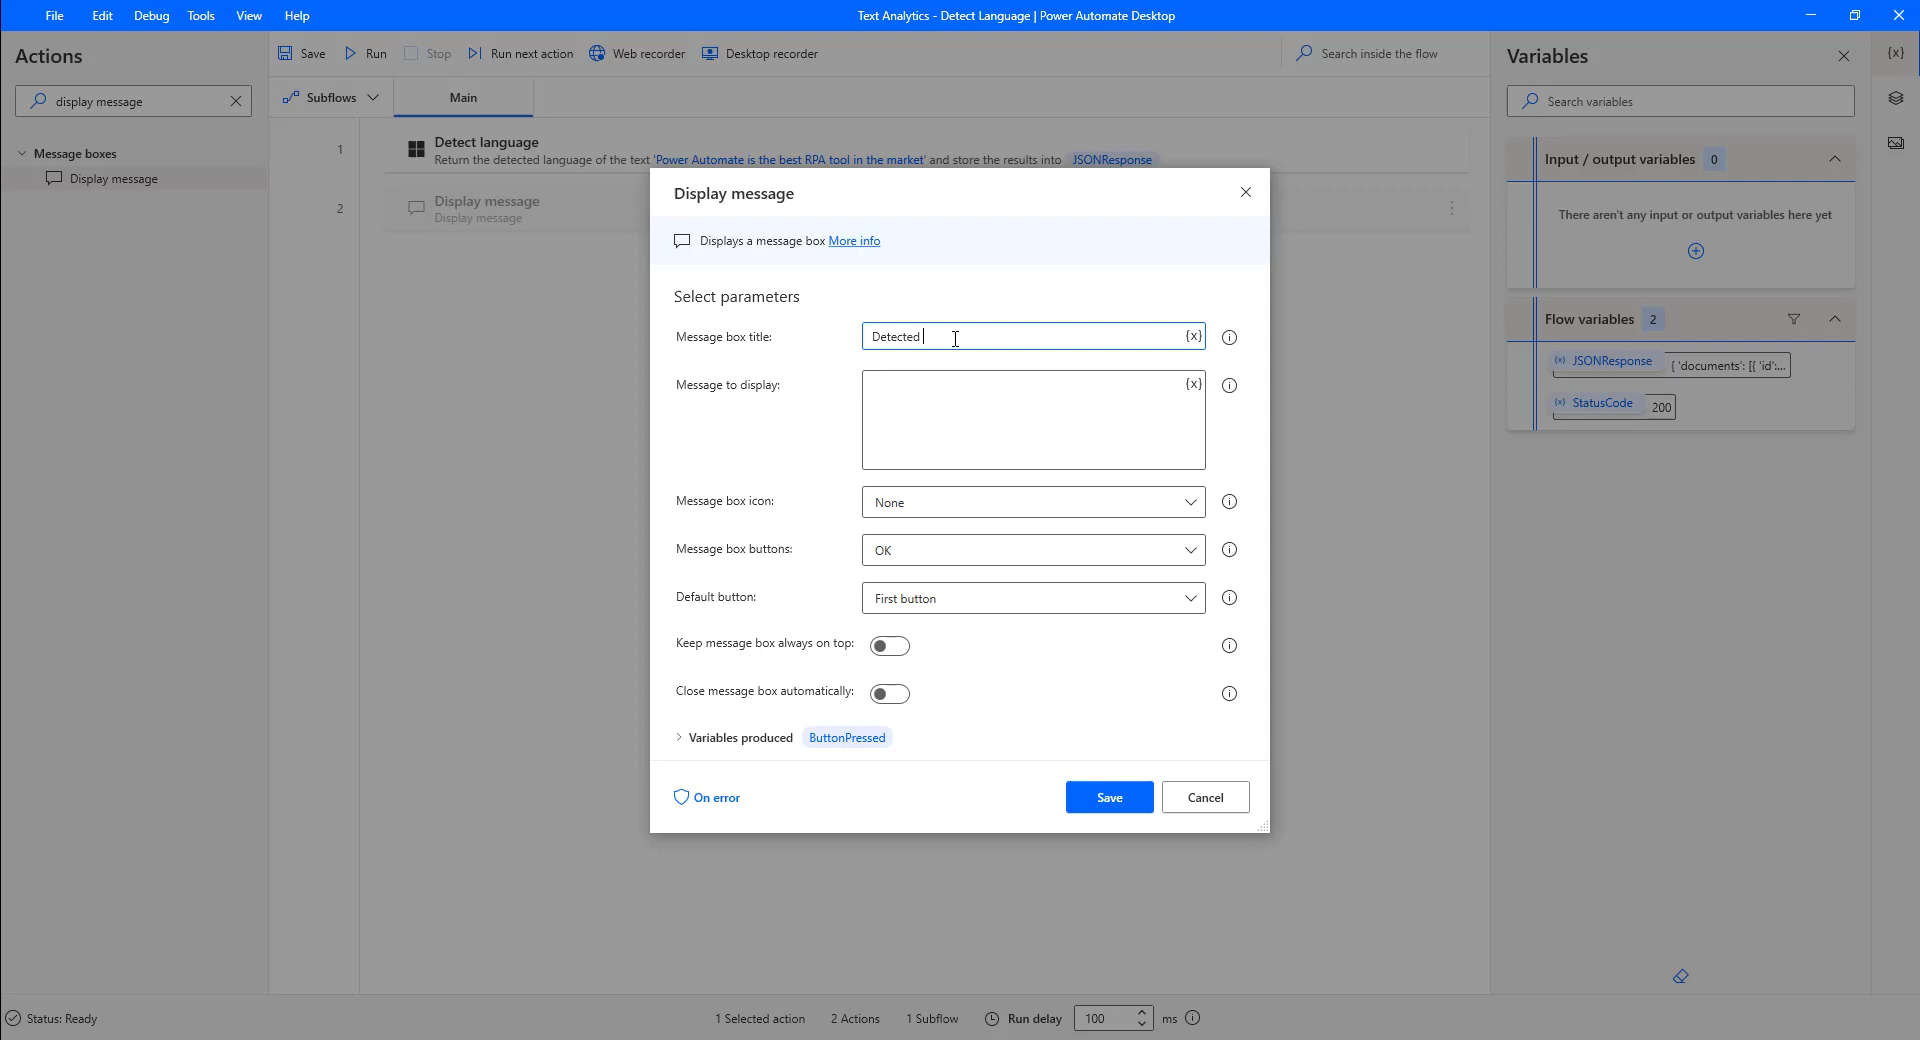 File Edit Debug Tools View Help
Text Analytics - Detect Language | Power Automate Desktop
Actions
display message
Message boxes
Display message
Save Run Stop Run next action Web recorder Desktop recorder
Search inside the flow
Subflows Main
1
Detect language
Return the detected language of the text 'Power Automate is the best RPA tool in the market' and store the results into JSONResponse
2
Display message
Display message
Display message
Displays a message box More info
Select parameters
Message box title: Detected {x}
Message to display: {x}
Message box icon: None
Message box buttons: OK
Default button: First button
Keep message box always on top:
Close message box automatically:
Variables produced ButtonPressed
On error
Save Cancel
Variables
{x}
Search variables
Input / output variables 0
There aren't any input or output variables here yet
Flow variables 2
(x) JSONResponse { 'documents': [{ 'id':...
(x) StatusCode 200
Status: Ready
1 Selected action 2 Actions 1 Subflow Run delay 100 ms